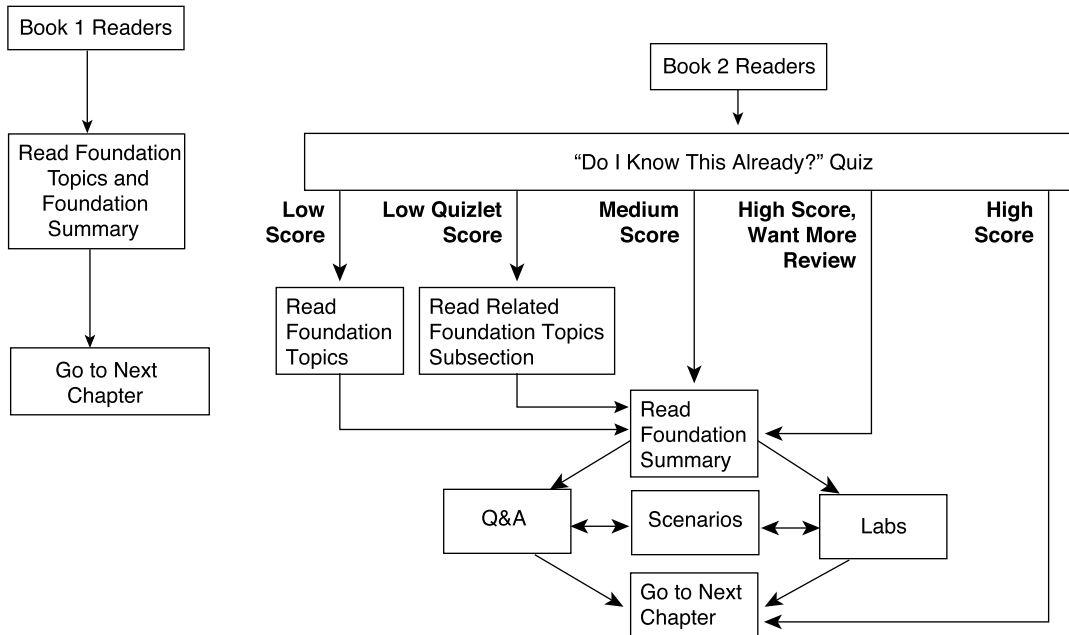 Book 1 Readers
Read Foundation
Topics and
Foundation
Summary
Go to Next
Chapter
Book 2 Readers
“Do I Know This Already?” Quiz
Low
Score
Low Quizlet
Score
Medium
Score
High Score,
Want More
Review
High
Score
Read
Foundation
Topics
Read Related
Foundation Topics
Subsection
Read
Foundation
Summary
Q&A
Scenarios
Labs
Go to Next
Chapter